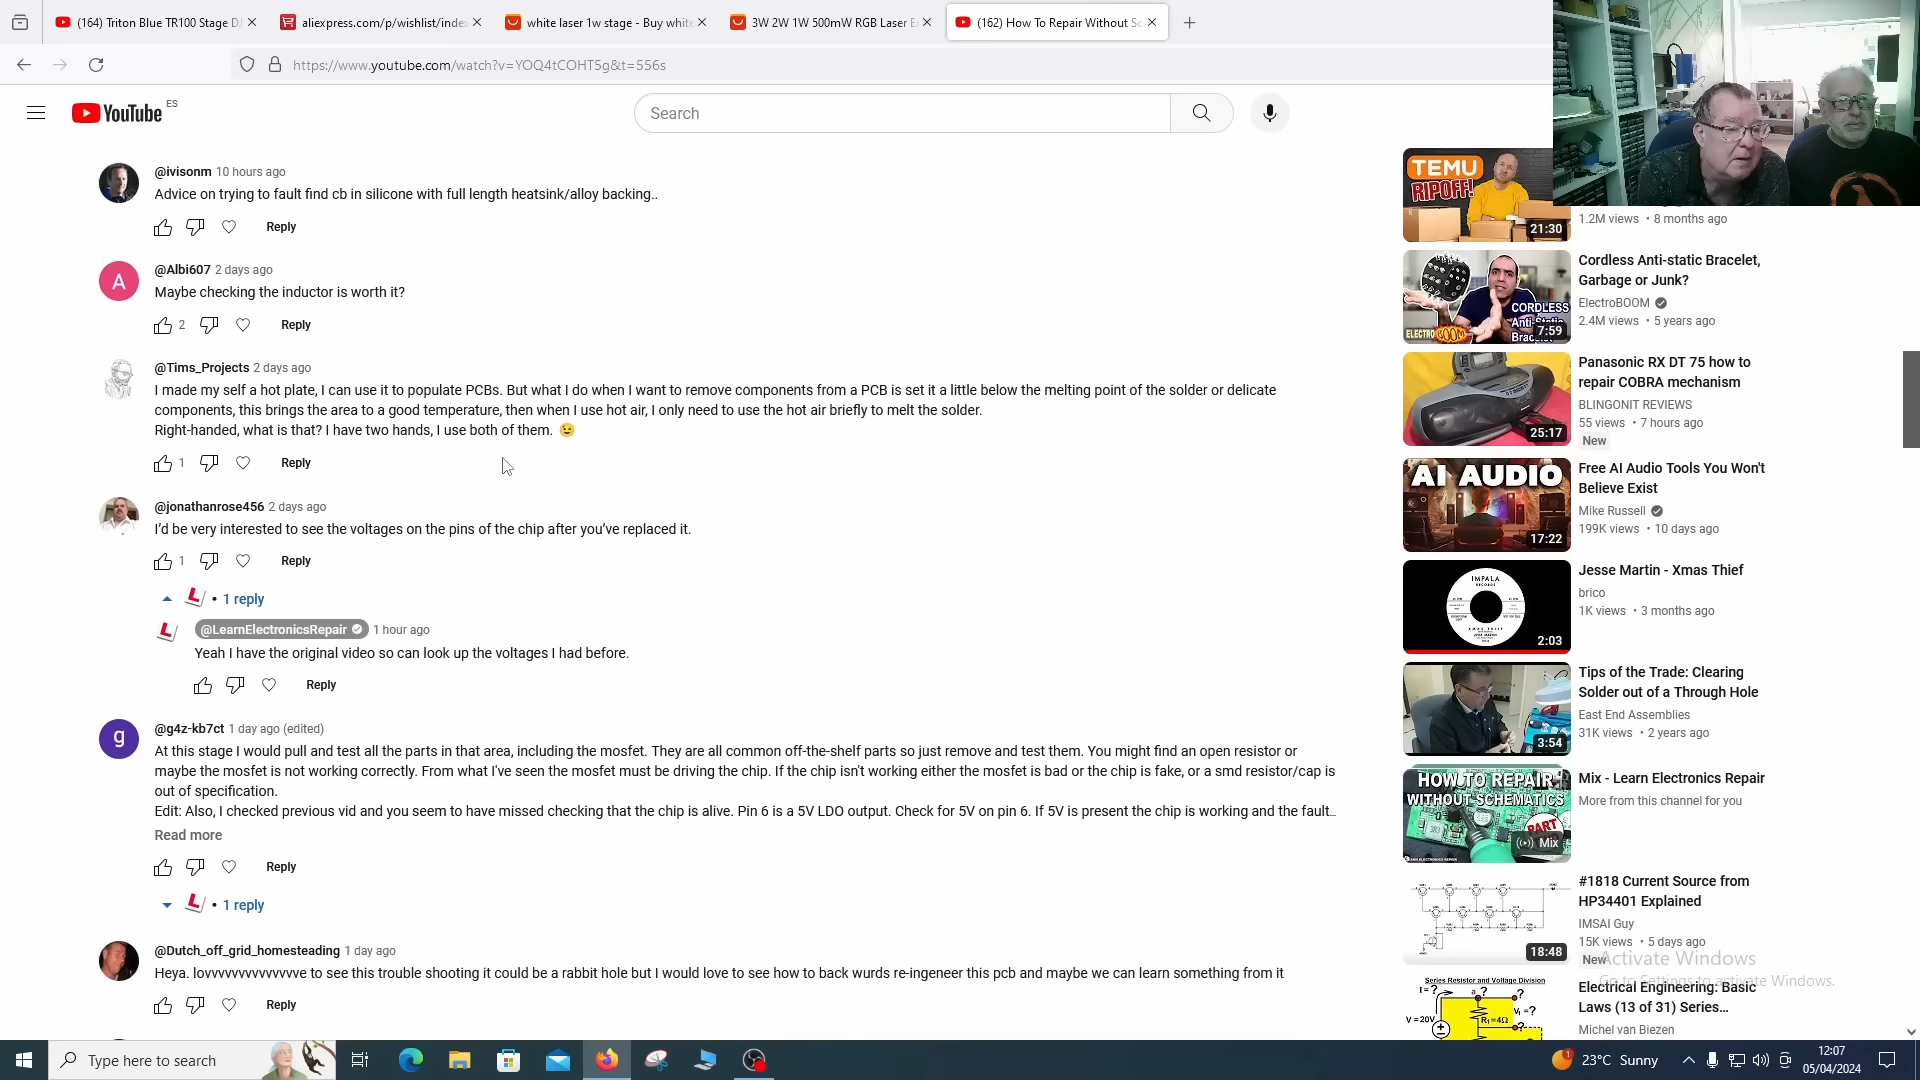 (164) Triton Blue TR100 Stage D
aliexpress.com/p/wishlist/inde
white laser 1w stage - Buy white
3W 2W 1W 500mW RGB Laser E
(162) How To Repair Without Sc
https://www.youtube.com/watch?v=YOQ4tCOHT5g&t=556s
YouTube ES
Search
@ivisonm 10 hours ago
Advice on trying to fault find cb in silicone with full length heatsink/alloy backing..
Reply
@Albi607 2 days ago
A
Maybe checking the inductor is worth it?
2 Reply
@Tims_Projects 2 days ago
I made my self a hot plate, I can use it to populate PCBs. But what I do when I want to remove components from a PCB is set it a little below the melting point of the solder or delicate
components, this brings the area to a good temperature, then when I use hot air, I only need to use the hot air briefly to melt the solder.
Right-handed, what is that? I have two hands, I use both of them. 😉
1 Reply
@jonathanrose456 2 days ago
I’d be very interested to see the voltages on the pins of the chip after you’ve replaced it.
1 Reply
L • 1 reply
L @LearnElectronicsRepair 1 hour ago
Yeah I have the original video so can look up the voltages I had before.
Reply
@g4z-kb7ct 1 day ago (edited)
g
At this stage I would pull and test all the parts in that area, including the mosfet. They are all common off-the-shelf parts so just remove and test them. You might find an open resistor or
maybe the mosfet is not working correctly. From what I've seen the mosfet must be driving the chip. If the chip isn't working either the mosfet is bad or the chip is fake, or a smd resistor/cap is
out of specification.
Edit: Also, I checked previous vid and you seem to have missed checking that the chip is alive. Pin 6 is a 5V LDO output. Check for 5V on pin 6. If 5V is present the chip is working and the fault…
Read more
Reply
L • 1 reply
@Dutch_off_grid_homesteading 1 day ago
Heya. lovvvvvvvvvvvvve to see this trouble shooting it could be a rabbit hole but I would love to see how to back wurds re-ingeneer this pcb and maybe we can learn something from it
Reply
TEMU
RIPOFF!
21:30
1.2M views • 8 months ago
CORDLESS
Anti-Static
Brac
ELECTRO BOOM
7:59
Cordless Anti-static Bracelet,
Garbage or Junk?
ElectroBOOM
2.4M views • 5 years ago
25:17
Panasonic RX DT 75 how to
repair COBRA mechanism
BLINGONIT REVIEWS
55 views • 7 hours ago
New
AI AUDIO
17:22
Free AI Audio Tools You Won't
Believe Exist
Mike Russell
199K views • 10 days ago
IMPALA
2:03
Jesse Martin - Xmas Thief
brico
1K views • 3 months ago
3:54
Tips of the Trade: Clearing
Solder out of a Through Hole
East End Assemblies
31K views • 2 years ago
HOW TO REPAIR
WITHOUT SCHEMATICS
PART
Mix
Mix - Learn Electronics Repair
More from this channel for you
18:48
#1818 Current Source from
HP34401 Explained
IMSAI Guy
15K views • 5 days ago
New
Series Resistor and Voltage Division
I=?
V=20V
R₁=4Ω
V₁=?
Electrical Engineering: Basic
Laws (13 of 31) Series...
Michel van Biezen
Activate Windows
Go to Settings to activate Windows.
Type here to search
23°C Sunny
12:07
05/04/2024